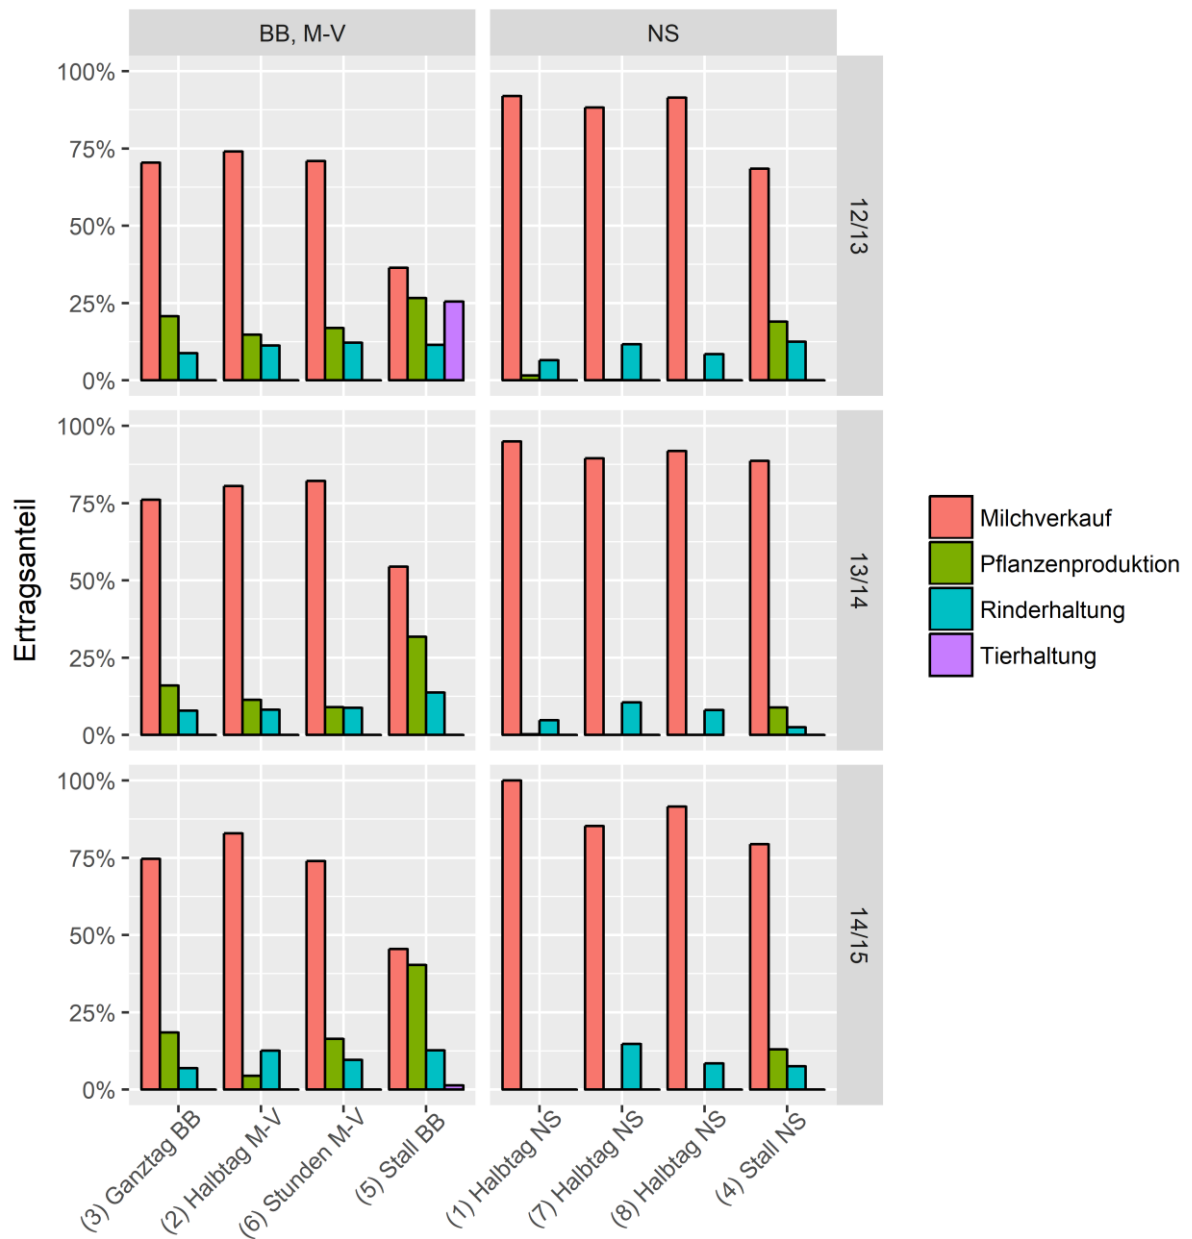 BB, M-V
NS
100%
75%
50%
25%
0%
12/13
100%
75%
50%
25%
0%
13/14
100%
75%
50%
25%
0%
14/15
Ertragsanteil
(3) Ganztag BB
(2) Halbtag M-V
(6) Stunden M-V
(5) Stall BB
(1) Halbtag NS
(7) Halbtag NS
(8) Halbtag NS
(4) Stall NS
Milchverkauf
Pflanzenproduktion
Rinderhaltung
Tierhaltung